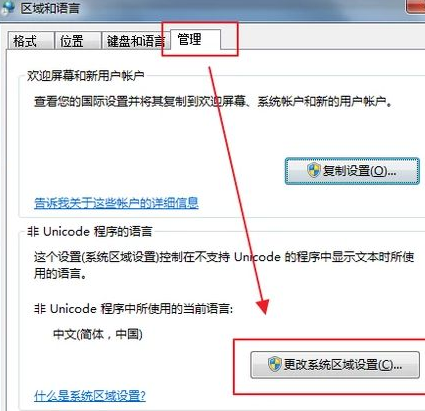 区域和语言
格式 位置 键盘和语言 管理
欢迎屏幕和新用户帐户
查看您的国际设置并将其复制到欢迎屏幕、系统帐户和新的用户帐户。
复制设置(O)...
告诉我关于这些帐户的详细信息
非 Unicode 程序的语言
这个设置(系统区域设置)控制在不支持 Unicode 的程序中显示文本时所使
用的语言。
非 Unicode 程序中所使用的当前语言:
中文(简体，中国)
更改系统区域设置(C)...
什么是系统区域设置?